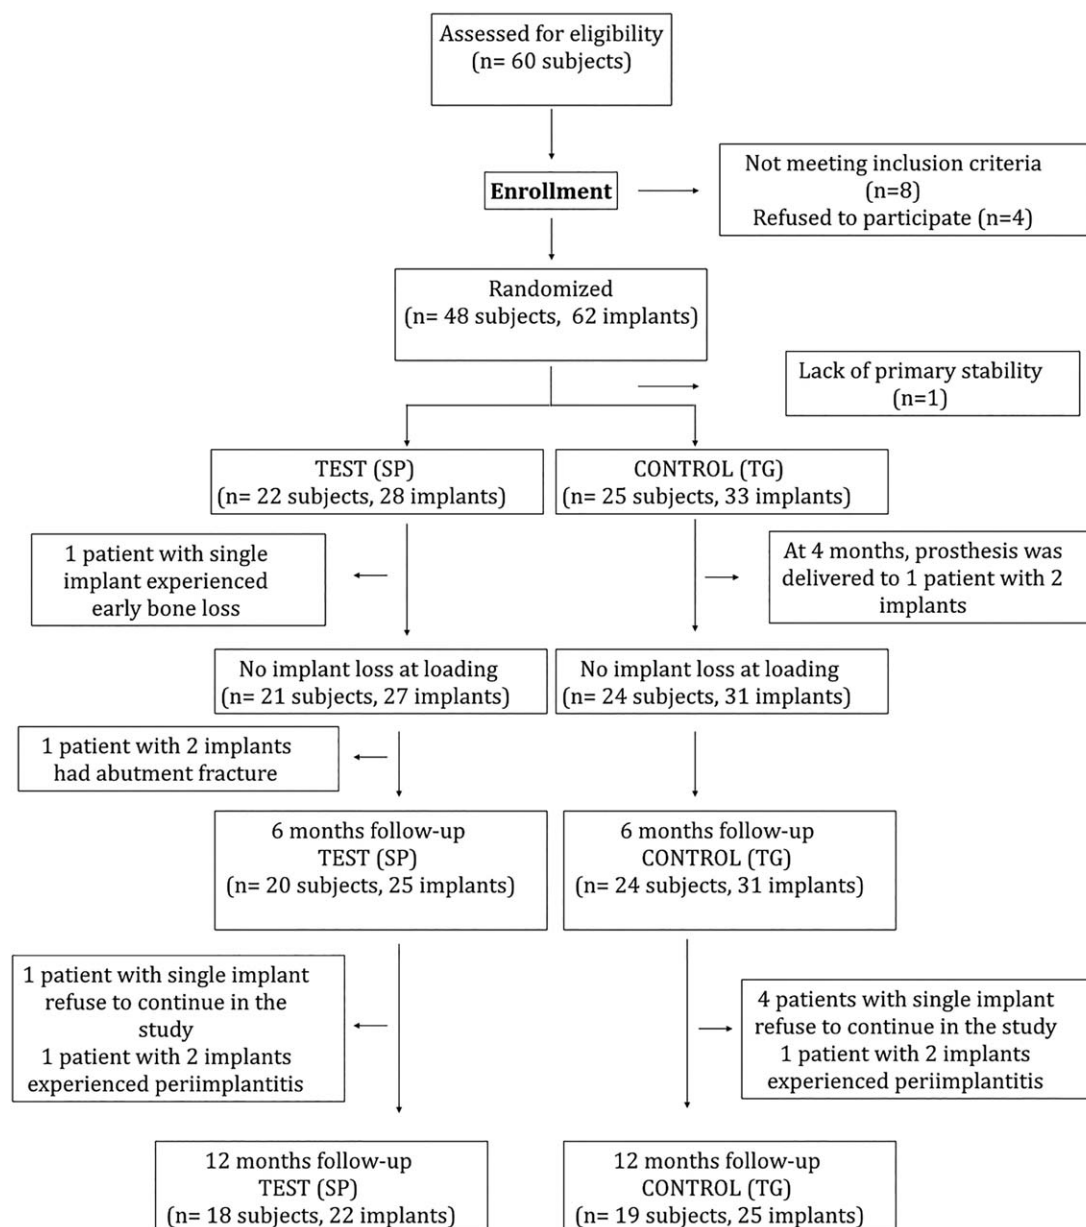 Assessed for eligibility
(n= 60 subjects)
Enrollment
Not meeting inclusion criteria
(n=8)
Refused to participate (n=4)
Randomized
(n= 48 subjects, 62 implants)
Lack of primary stability
(n=1)
TEST (SP)
(n= 22 subjects, 28 implants)
CONTROL (TG)
(n= 25 subjects, 33 implants)
1 patient with single
implant experienced
early bone loss
At 4 months, prosthesis was
delivered to 1 patient with 2
implants
No implant loss at loading
(n= 21 subjects, 27 implants)
No implant loss at loading
(n= 24 subjects, 31 implants)
1 patient with 2 implants
had abutment fracture
6 months follow-up
TEST (SP)
(n= 20 subjects, 25 implants)
6 months follow-up
CONTROL (TG)
(n= 24 subjects, 31 implants)
1 patient with single implant
refuse to continue in the
study
1 patient with 2 implants
experienced periimplantitis
4 patients with single implant
refuse to continue in the study
1 patient with 2 implants
experienced periimplantitis
12 months follow-up
TEST (SP)
(n= 18 subjects, 22 implants)
12 months follow-up
CONTROL (TG)
(n= 19 subjects, 25 implants)